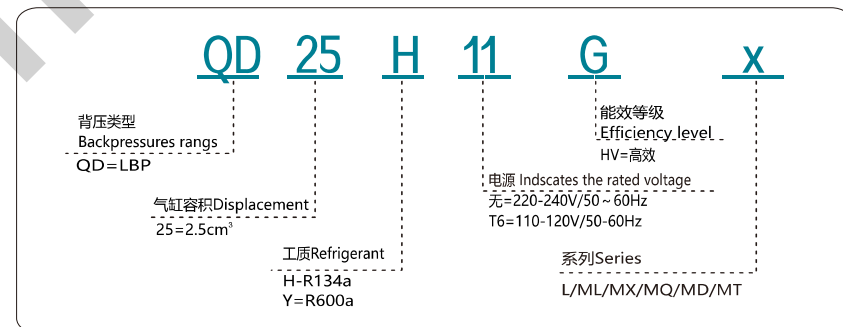 QD 25 H 11 G x
背压类型
Backpressures rangs
QD=LBP
气缸容积Displacement
25=2.5cm³
工质Refrigerant
H-R134a
Y=R600a
能效等级
Efficiency level
HV=高效
电源 Indscates the rated voltage
无=220-240V/50~60Hz
T6=110-120V/50-60Hz
系列Series
L/ML/MX/MQ/MD/MT